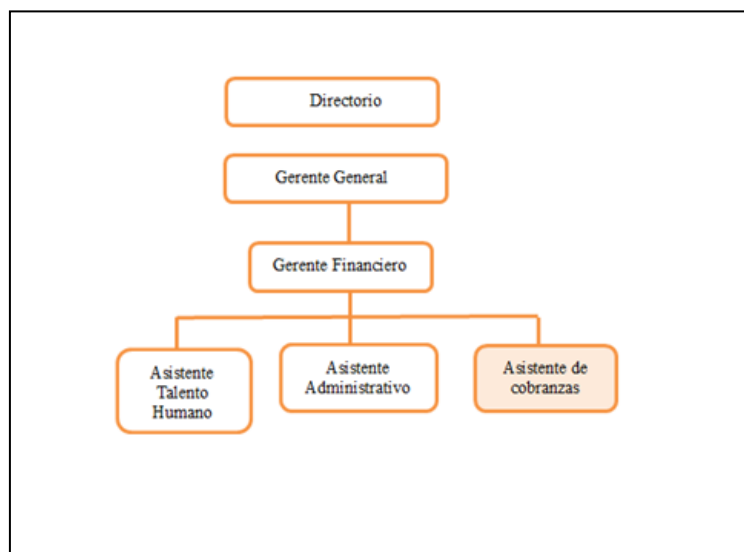 Directorio
Gerente General
Gerente Financiero
Asistente
Talento
Humano
Asistente
Administrativo
Asistente de
cobranzas